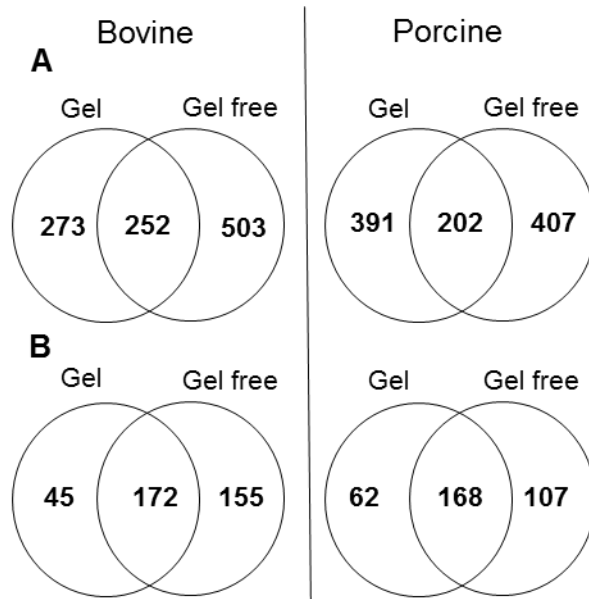 Bovine Porcine
A
Gel Gel free Gel Gel free
273 252 503 391 202 407
B
Gel Gel free Gel Gel free
45 172 155 62 168 107